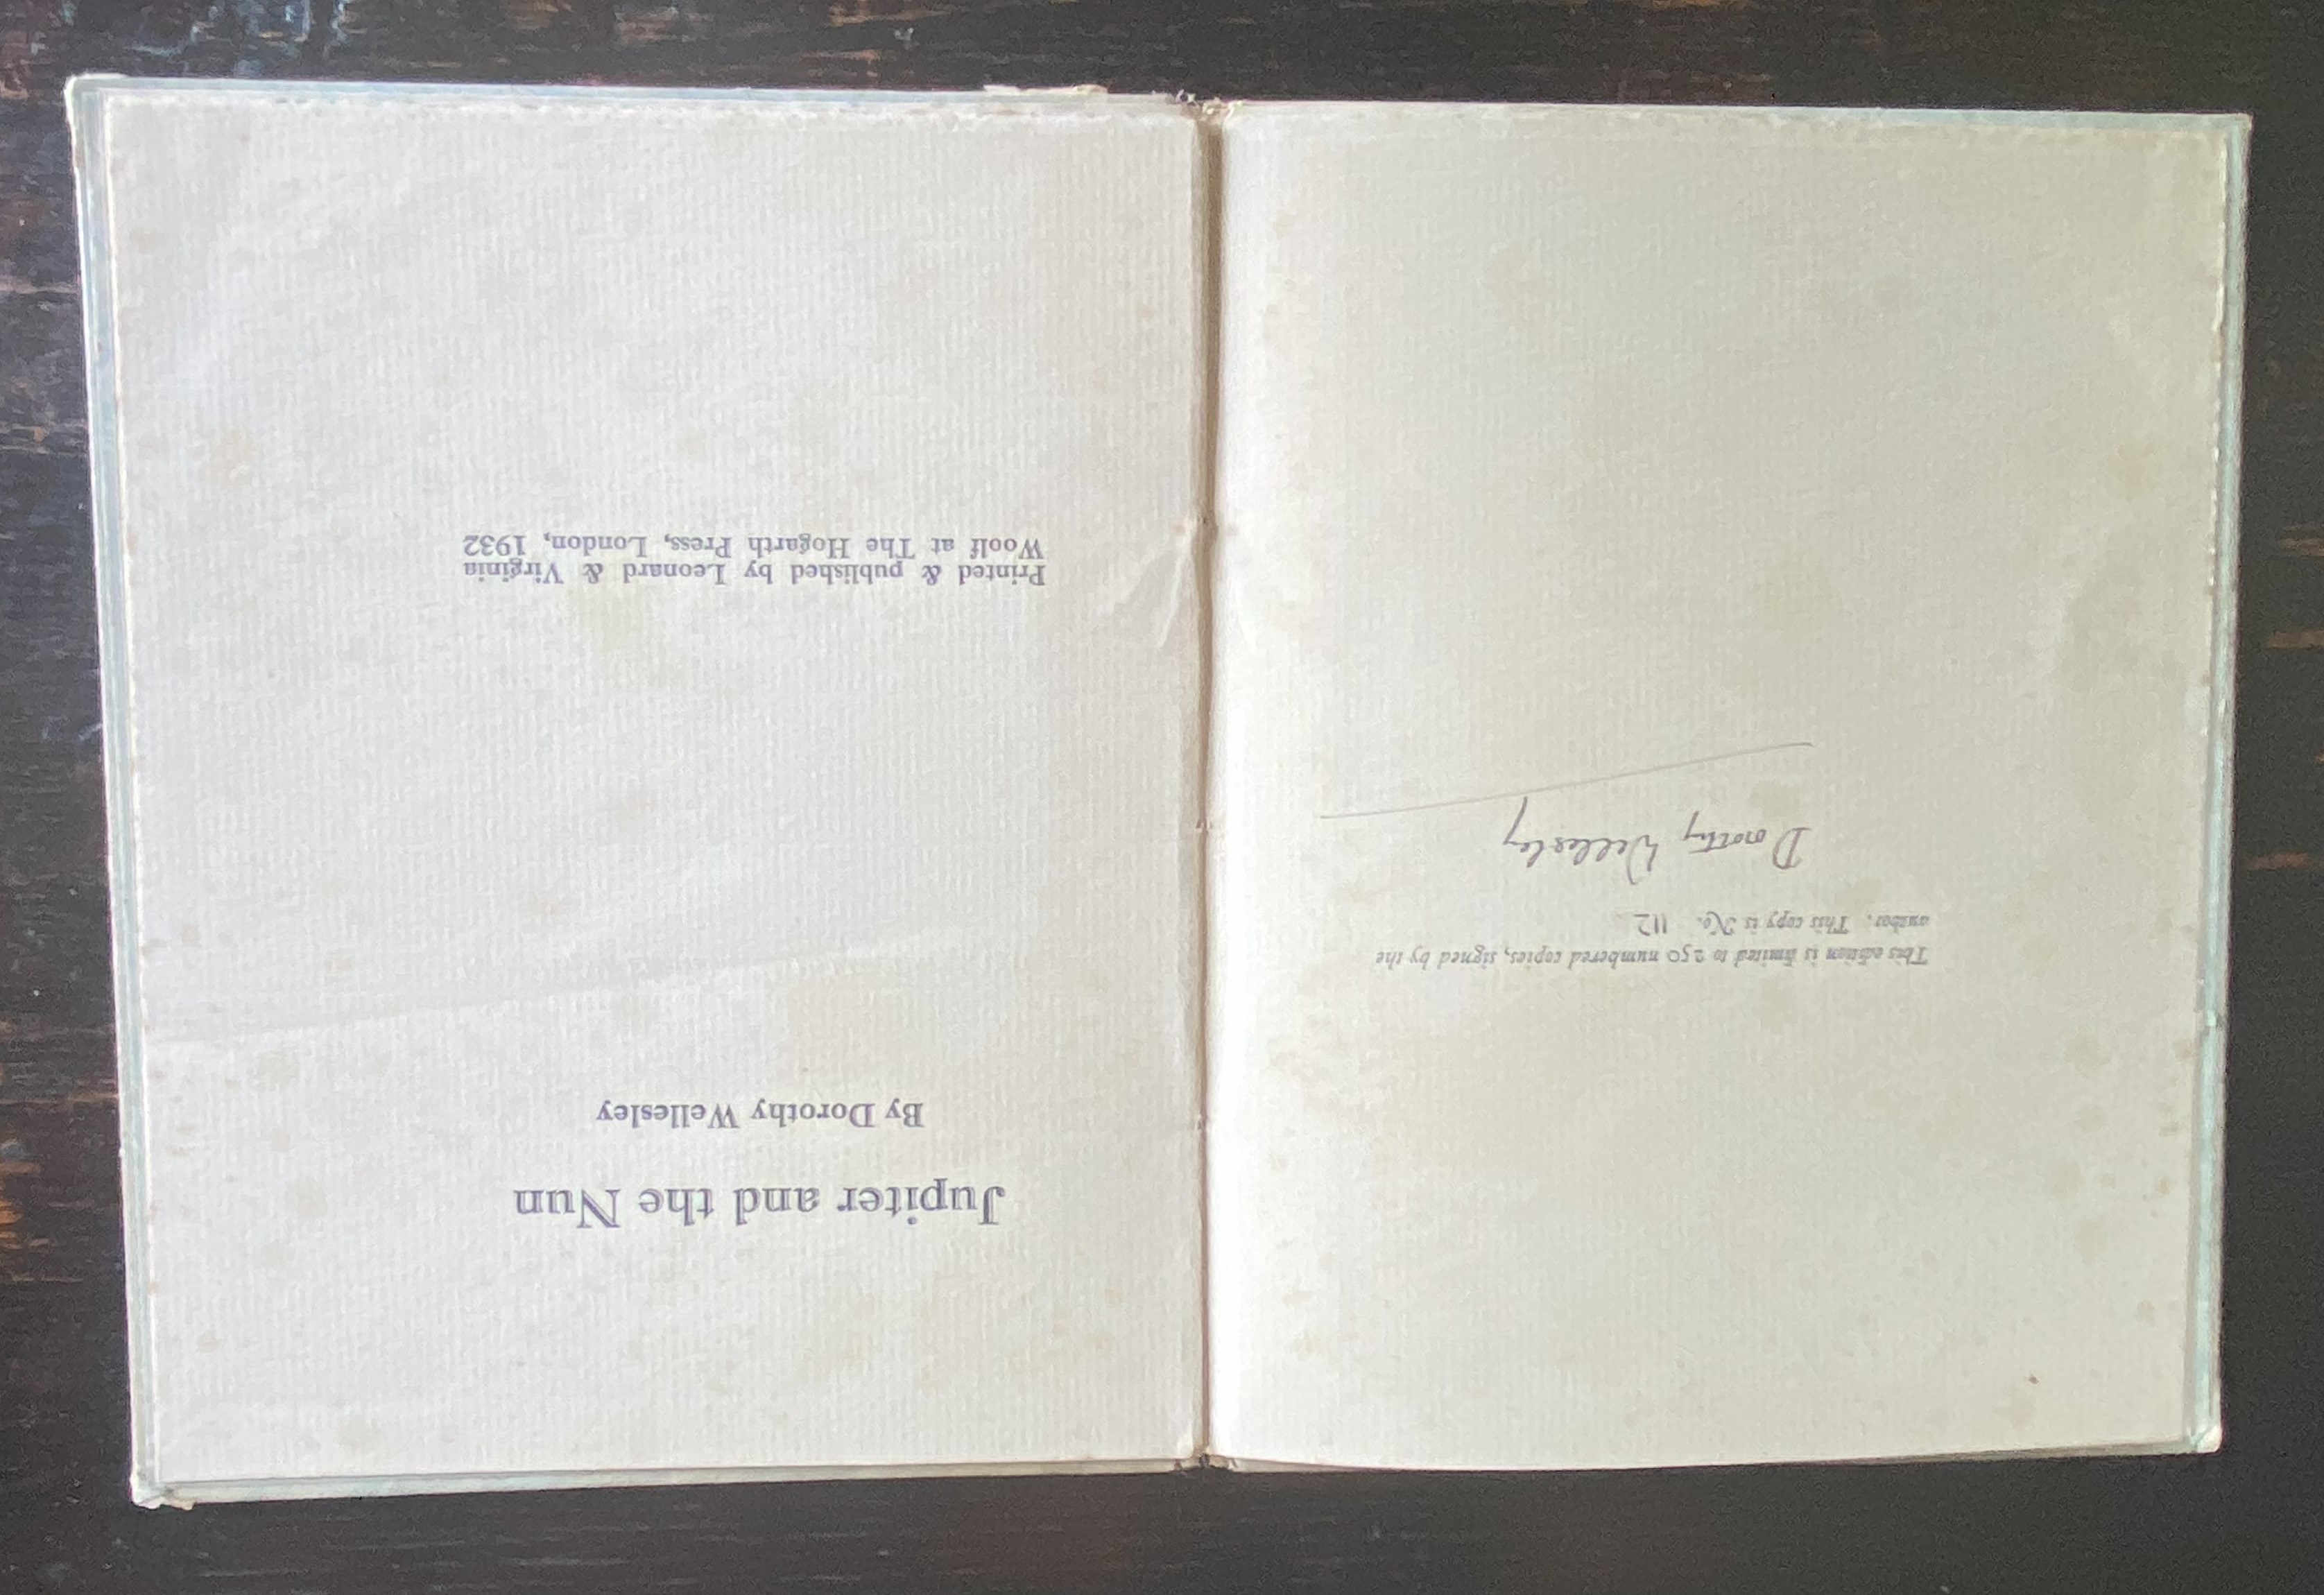 This edition is limited to 250 numbered copies, signed by the
author. This copy is No. 112
Dorothy Wellesley
Jupiter and the Nun
By Dorothy Wellesley
Printed & published by Leonard & Virginia
Woolf at The Hogarth Press, London, 1932